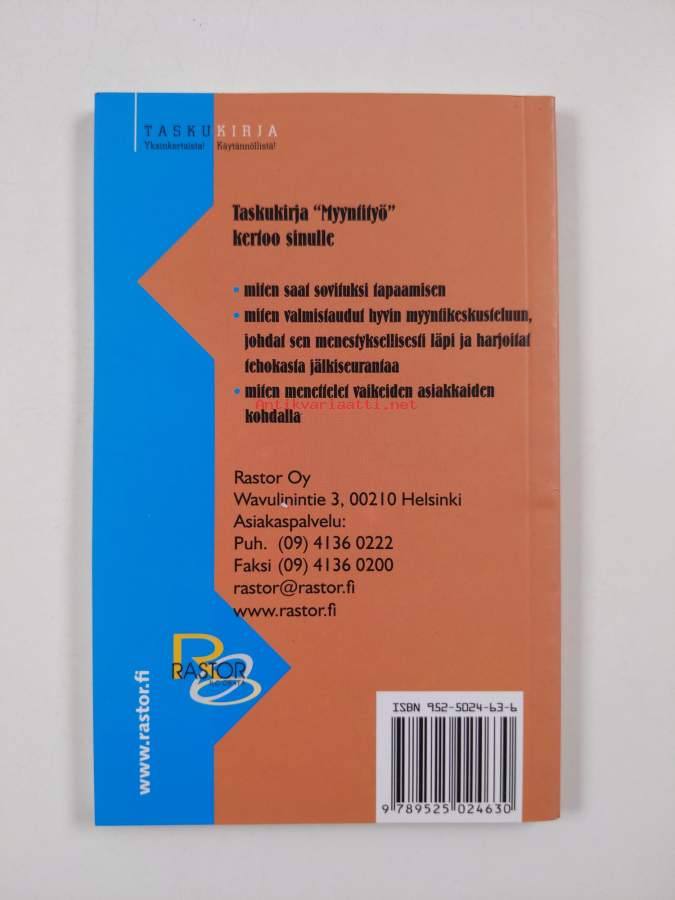 TASKUKIRJA
Yksinkertaista! Käytännöllistä!
Taskukirja "Myyntityö"
kertoo sinulle
• miten saat sovituksi tapaamisen
• miten valmistaudut hyvin myyntikeskusteluun,
johdat sen menestyksellisesti läpi ja harjoitat
tehokasta jälkiseurantaa
• miten menettelet vaikeiden asiakkaiden
Antikvariaatti.net
kohdalla
Rastor Oy
Wavulinintie 3, 00210 Helsinki
Asiakaspalvelu:
Puh. (09) 4136 0222
Faksi (09) 4136 0200
rastor@rastor.fi
www.rastor.fi
RASTOR
www.rastor.fi
ISBN 952-5024-63-6
9 789525 024630